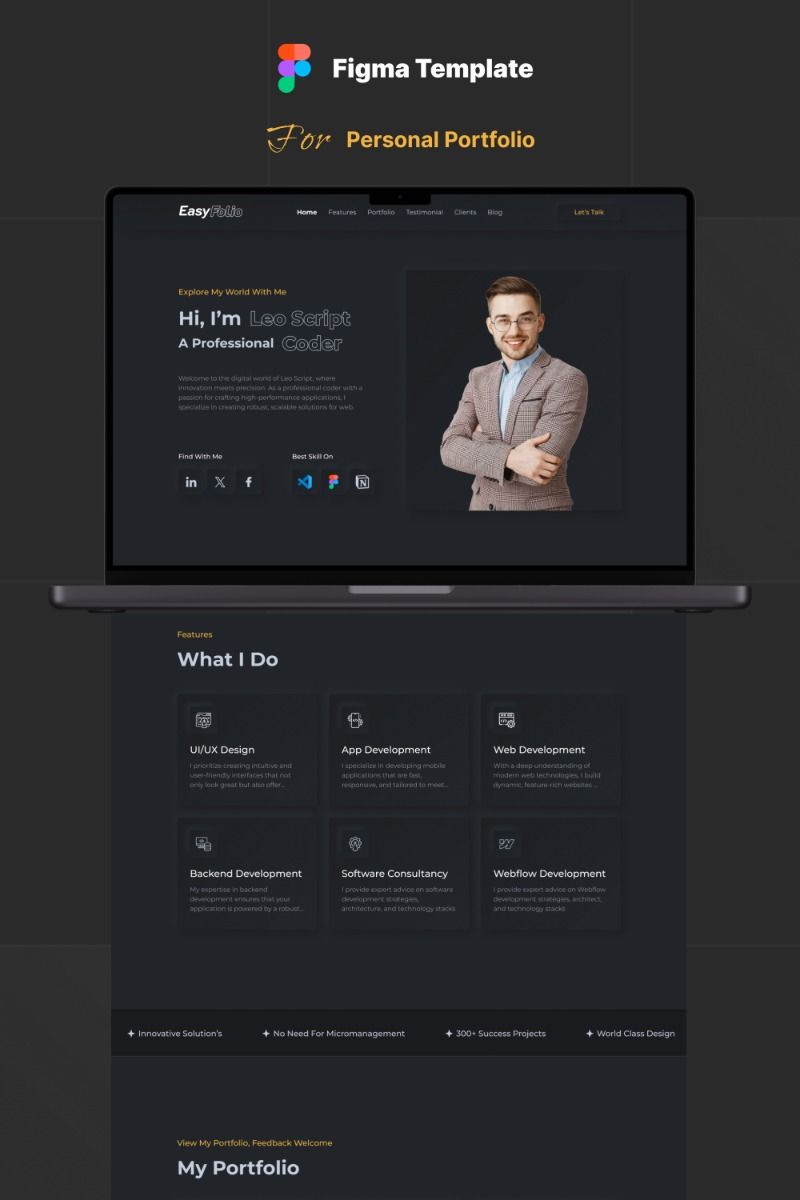 Figma Template
For Personal Portfolio
EasyFolio
Home Features Portfolio Testimonial Clients Blog
Let's Talk
Explore My World With Me
Hi, I'm Leo Script
A Professional Coder
Welcome to the digital world of Leo Script, where
innovation meets precision. As a professional coder with a
passion for crafting high-performance applications, I
specialize in creating robust, scalable solutions for web.
Find With Me
Best Skill On
Features
What I Do
UI/UX Design
I prioritize creating intuitive and
user-friendly interfaces that not
only look great but also offer...
App Development
I specialize in developing mobile
applications that are fast,
responsive, and tailored to meet...
Web Development
With a deep understanding of
modern web technologies, I build
dynamic, feature-rich websites ...
Backend Development
My expertise in backend
development ensures that your
application is powered by a robust...
Software Consultancy
I provide expert advice on software
development strategies,
architecture, and technology stacks
Webflow Development
I provide expert advice on Webflow
development strategies, architect,
and technology stacks
Innovative Solution's
No Need For Micromanagement
300+ Success Projects
World Class Design
View My Portfolio, Feedback Welcome
My Portfolio